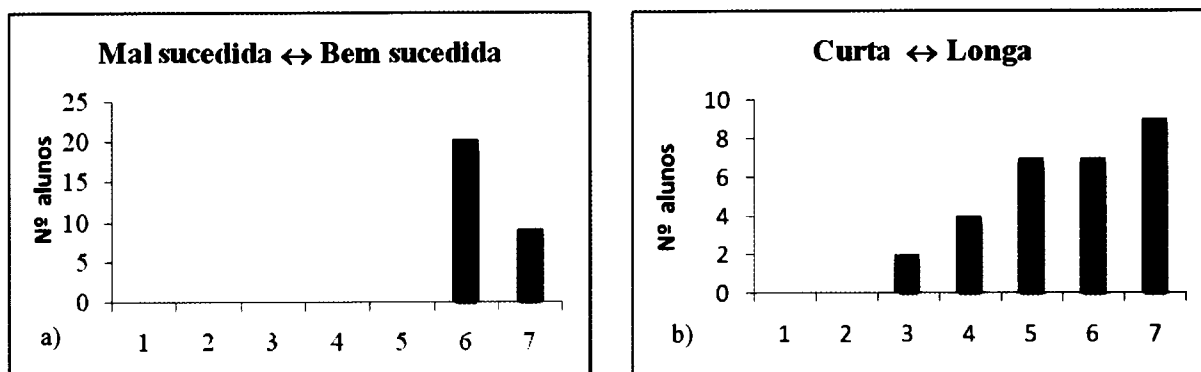 Mal sucedida ↔ Bem sucedida
Nº alunos
25
20
15
10
5
0
a)
1 2 3 4 5 6 7
Curta ↔ Longa
Nº alunos
10
8
6
4
2
0
b)
1 2 3 4 5 6 7